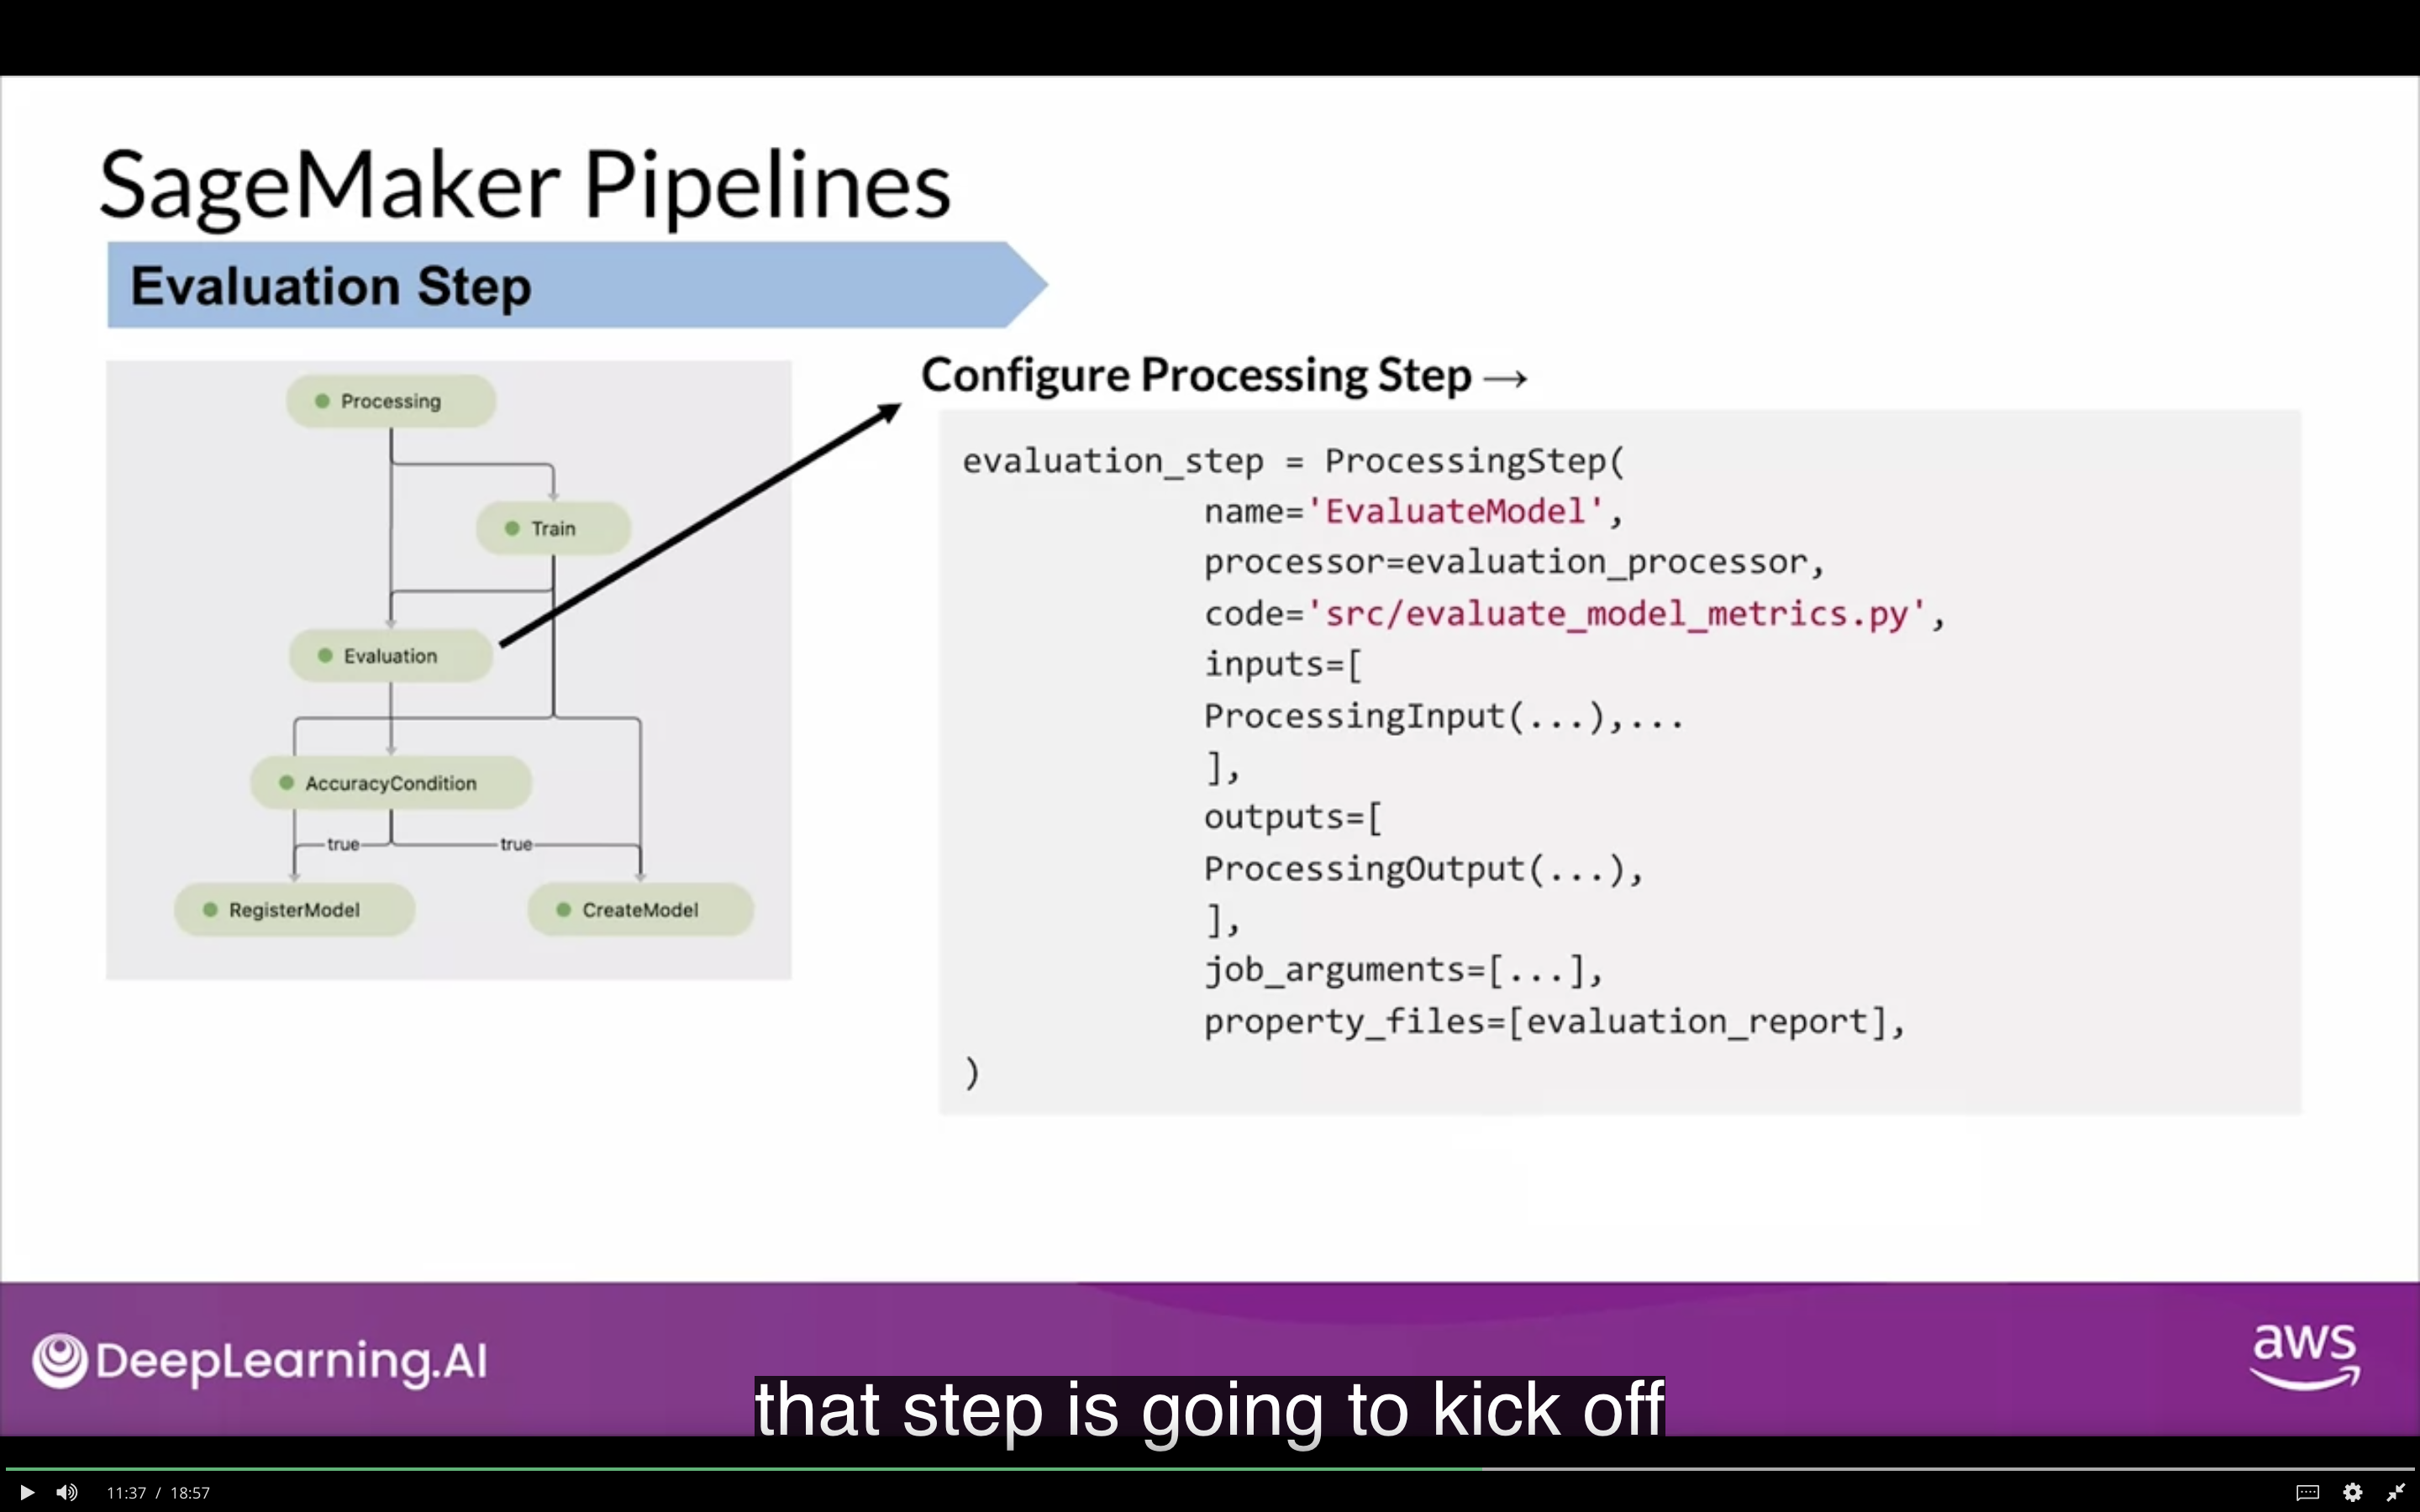 SageMaker Pipelines
Evaluation Step
Processing
Train
Evaluation
AccuracyCondition
true
true
RegisterModel
CreateModel
Configure Processing Step →
evaluation_step = ProcessingStep(
name='EvaluateModel',
processor=evaluation_processor,
code='src/evaluate_model_metrics.py',
inputs=[
ProcessingInput(...),...
],
outputs=[
ProcessingOutput(...),
],
job_arguments=[...],
property_files=[evaluation_report],
)
DeepLearning.AI
aws
that step is going to kick off
11:37 / 18:57